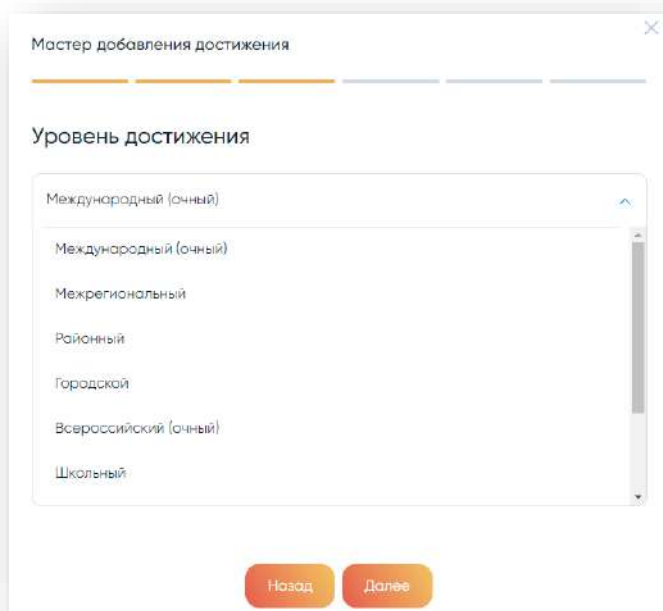 Мастер добавления достижения
Уровень достижения
Международный (очный)
Международный (очный)
Межрегиональный
Районный
Городской
Всероссийский (очный)
Школьный
Назад
Далее